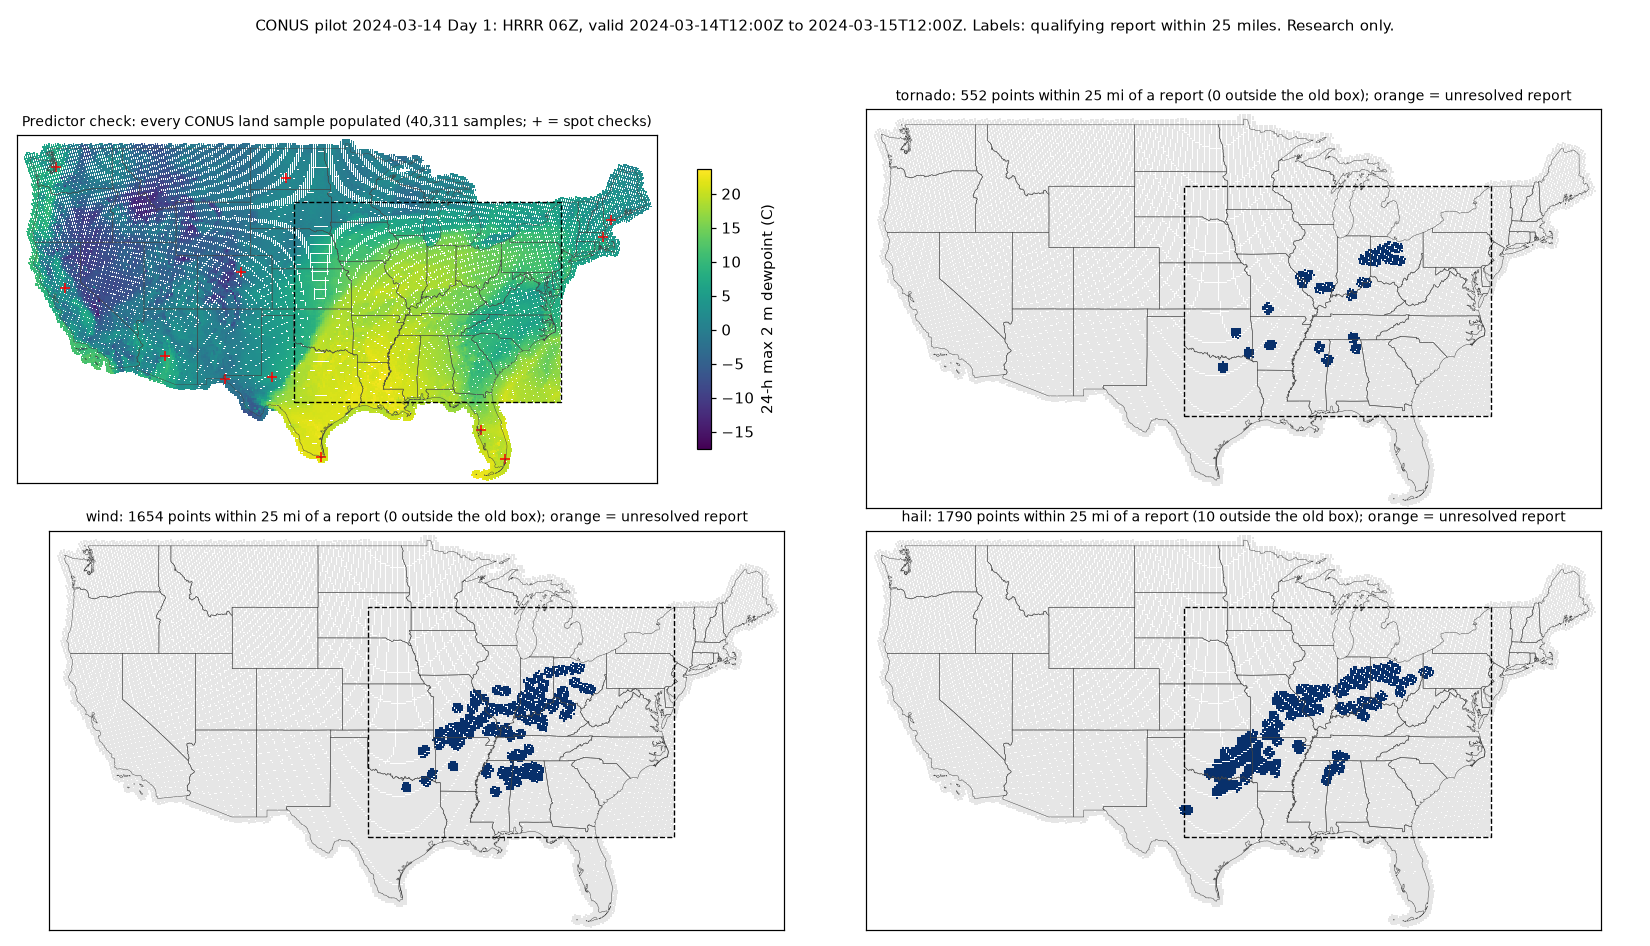 CONUS pilot 2024-03-14 Day 1: HRRR 06Z, valid 2024-03-14T12:00Z to 2024-03-15T12:00Z. Labels: qualifying report within 25 miles. Research only.
Predictor check: every CONUS land sample populated (40,311 samples; + = spot checks)
20
15
10
5
0
−5
−10
−15
24-h max 2 m dewpoint (C)
tornado: 552 points within 25 mi of a report (0 outside the old box); orange = unresolved report
wind: 1654 points within 25 mi of a report (0 outside the old box); orange = unresolved report
hail: 1790 points within 25 mi of a report (10 outside the old box); orange = unresolved report